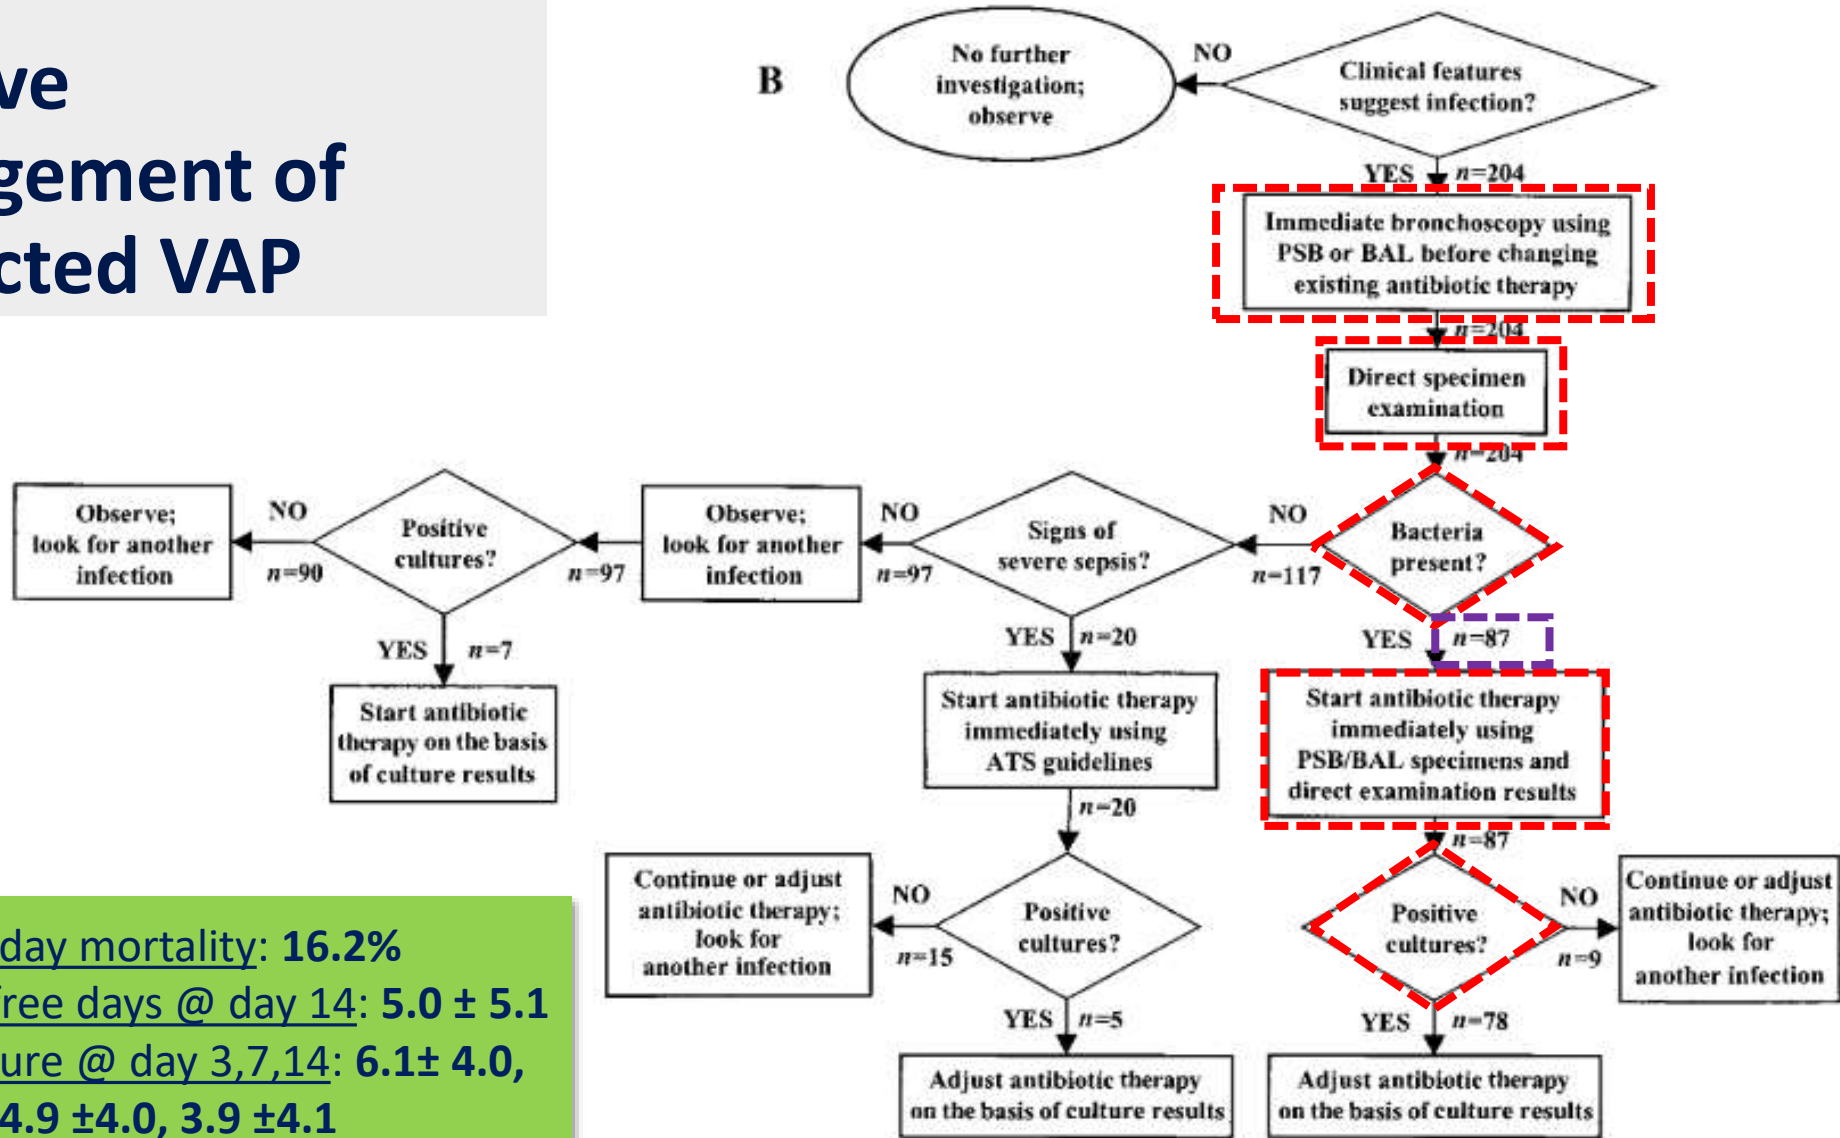 ve
gement of
cted VAP
B
No further
investigation;
observe
NO
Clinical features
suggest infection?
YES
n=204
Immediate bronchoscopy using
PSB or BAL before changing
existing antibiotic therapy
n=204
Direct specimen
examination
n=204
Bacteria
present?
NO
n=117
Signs of
severe sepsis?
NO
n=97
Observe;
look for another
infection
n=97
Positive
cultures?
NO
n=90
Observe;
look for another
infection
YES
n=7
Start antibiotic
therapy on the basis
of culture results
YES
n=20
Start antibiotic therapy
immediately using
ATS guidelines
n=20
Positive
cultures?
NO
n=15
Continue or adjust
antibiotic therapy;
look for
another infection
YES
n=5
Adjust antibiotic therapy
on the basis of culture results
YES
n=87
Start antibiotic therapy
immediately using
PSB/BAL specimens and
direct examination results
n=87
Positive
cultures?
NO
n=9
Continue or adjust
antibiotic therapy;
look for
another infection
YES
n=78
Adjust antibiotic therapy
on the basis of culture results
day mortality: 16.2%
free days @ day 14: 5.0 ± 5.1
ure @ day 3,7,14: 6.1± 4.0,
4.9 ±4.0, 3.9 ±4.1